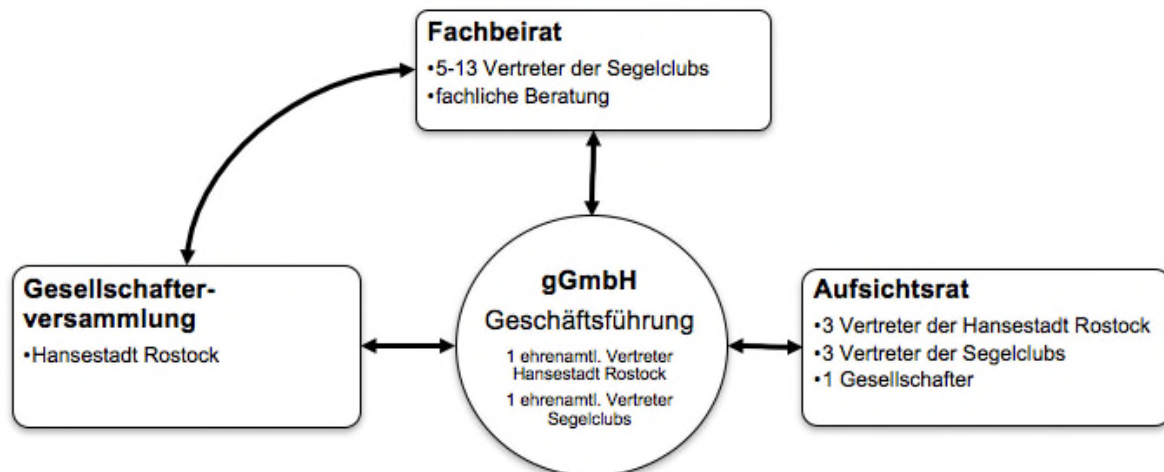 Fachbeirat
•5-13 Vertreter der Segelclubs
•fachliche Beratung
Gesellschafter-
versammlung
•Hansestadt Rostock
gGmbH
Geschäftsführung
1 ehrenamtl. Vertreter
Hansestadt Rostock
1 ehrenamtl. Vertreter
Segelclubs
Aufsichtsrat
•3 Vertreter der Hansestadt Rostock
•3 Vertreter der Segelclubs
•1 Gesellschafter